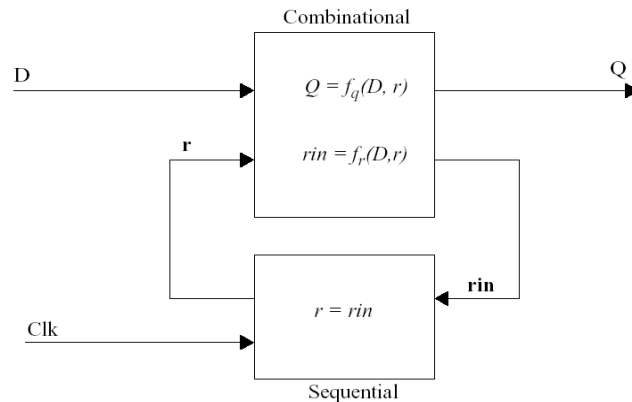 Combinational
D
Q
Q = f_q(D, r)
r
rin = f_r(D,r)
rin
r = rin
Clk
Sequential